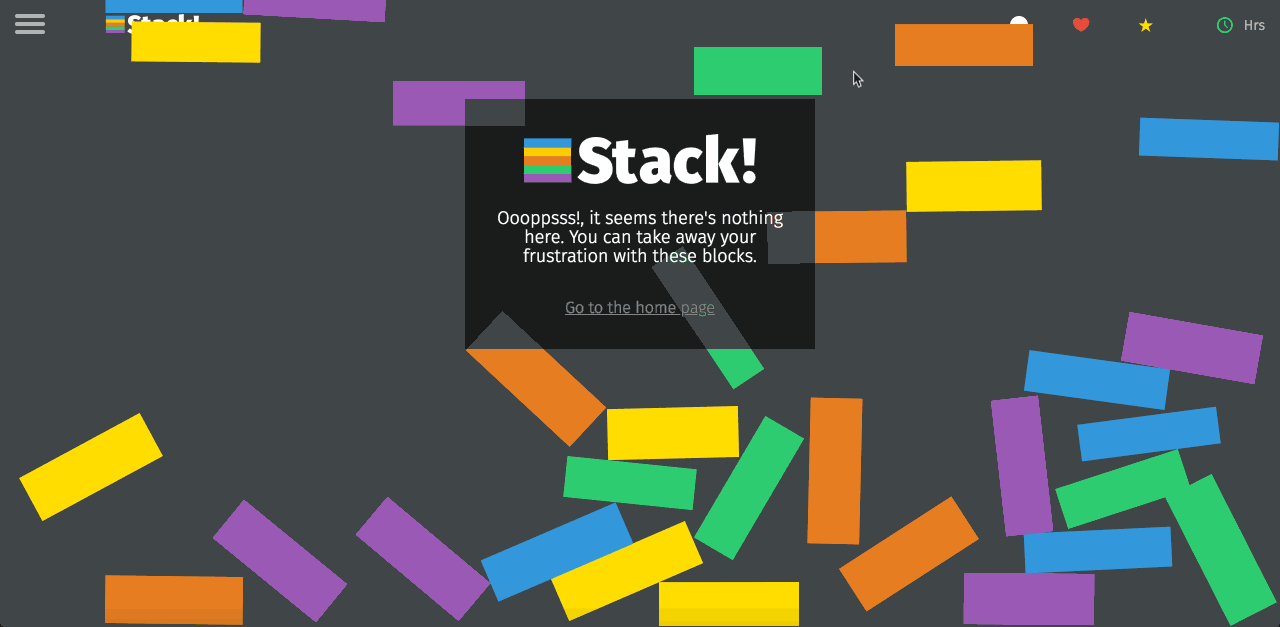 Stack!
Hrs
Stack!
Oooppsss!, it seems there's nothing
here. You can take away your
frustration with these blocks.
Go to the home page